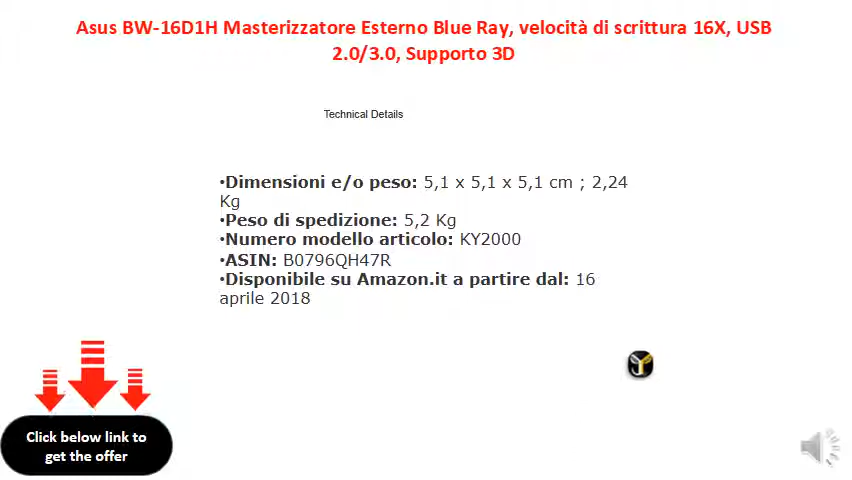 Asus BW-16D1H Masterizzatore Esterno Blue Ray, velocità di scrittura 16X, USB
2.0/3.0, Supporto 3D
Technical Details
•Dimensioni e/o peso: 5,1 x 5,1 x 5,1 cm ; 2,24
Kg
•Peso di spedizione: 5,2 Kg
•Numero modello articolo: KY2000
•ASIN: B0796QH47R
•Disponibile su Amazon.it a partire dal: 16
aprile 2018
Click below link to
get the offer